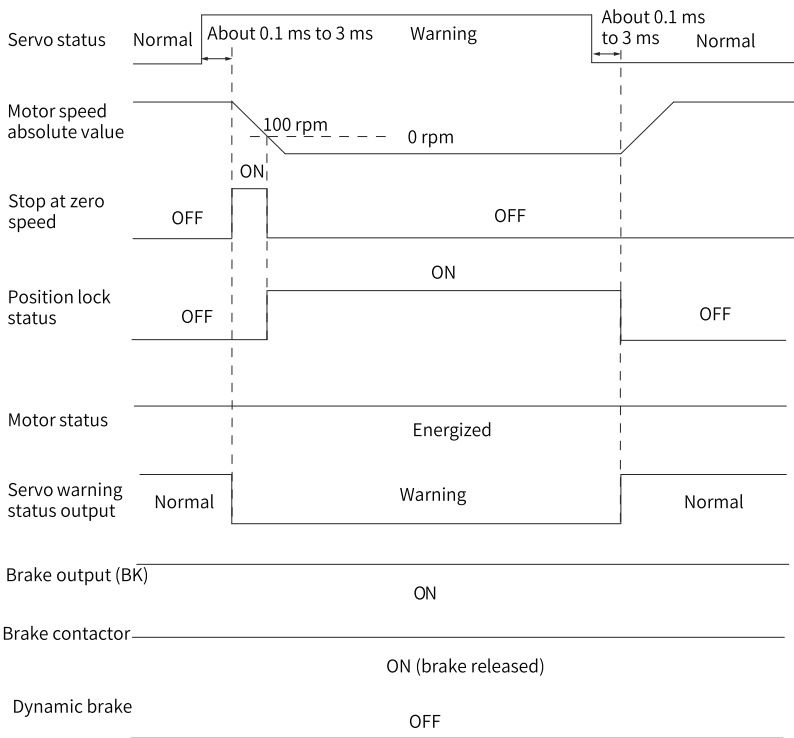 Servo status
Normal
About 0.1 ms to 3 ms
Warning
About 0.1 ms
to 3 ms
Normal
Motor speed
absolute value
100 rpm
0 rpm
ON
Stop at zero
speed
OFF
OFF
ON
Position lock
status
OFF
OFF
Motor status
Energized
Servo warning
status output
Normal
Warning
Normal
Brake output (BK)
ON
Brake contactor
ON (brake released)
Dynamic brake
OFF